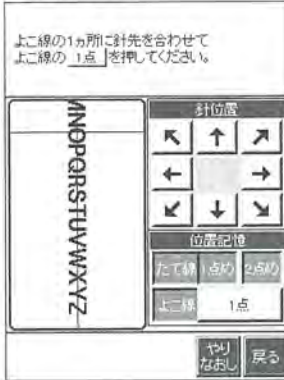 よこ線の1ヵ所に針先を合わせて
よこ線の 1点 を押してください。
MNOPQRSTUVWXYZ
針位置
位置記憶
たて線 1点め 2点め
よこ線 1点
やり
なおし
戻る